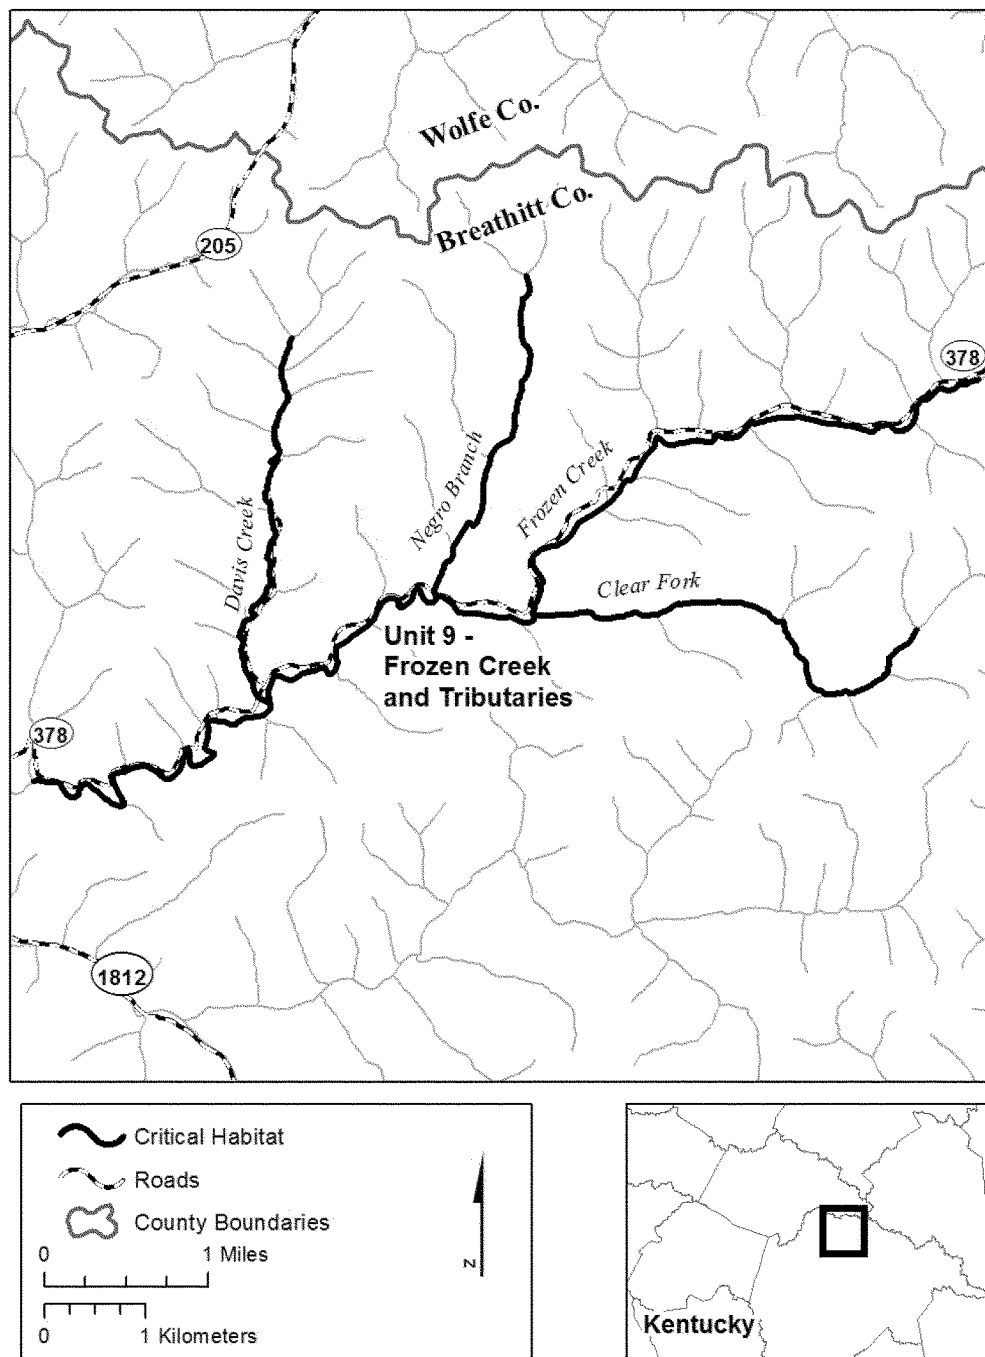 Wolfe Co.
Breathitt Co.
205
378
Negro Branch
Frozen Creek
Davis Creek
Clear Fork
Unit 9 -
Frozen Creek
and Tributaries
378
1812
Critical Habitat
Roads
County Boundaries
0 1 Miles
0 1 Kilometers
N
Kentucky